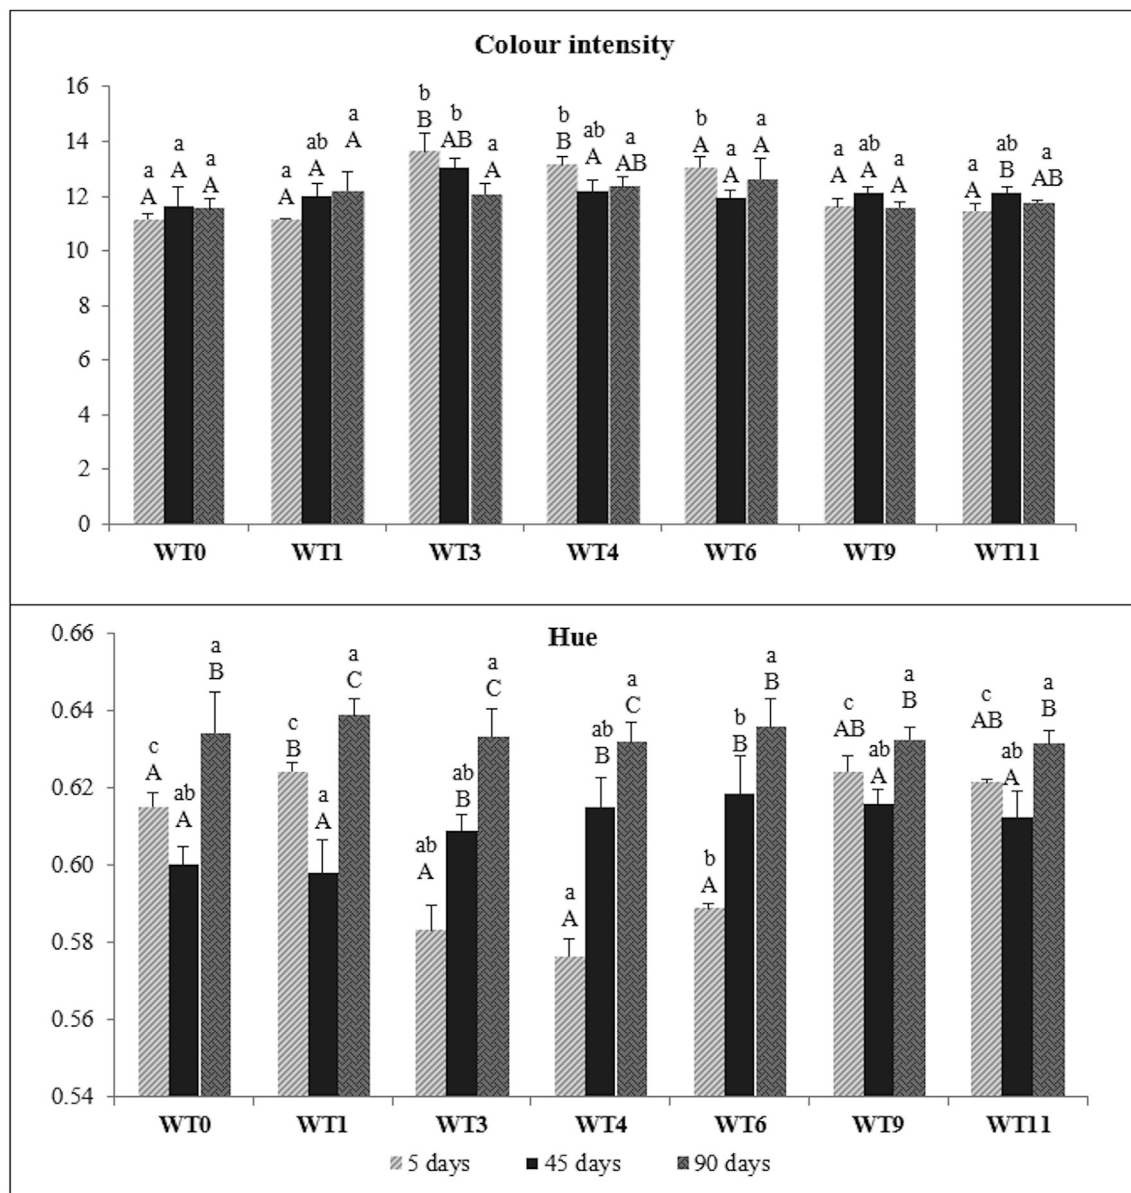 Colour intensity
16
14
12
10
8
6
4
2
0
a A a A a A
a A ab A a A
b B b AB a A
b B ab A a AB
b A a A a A
a A ab A a A
a A ab B a AB
WT0 WT1 WT3 WT4 WT6 WT9 WT11
Hue
0.66
0.64
0.62
0.60
0.58
0.56
0.54
c A ab A a B
c B a A a C
ab A ab B a C
a A ab B a C
b A b B a B
c AB ab A a B
c AB ab A a B
WT0 WT1 WT3 WT4 WT6 WT9 WT11
5 days 45 days 90 days